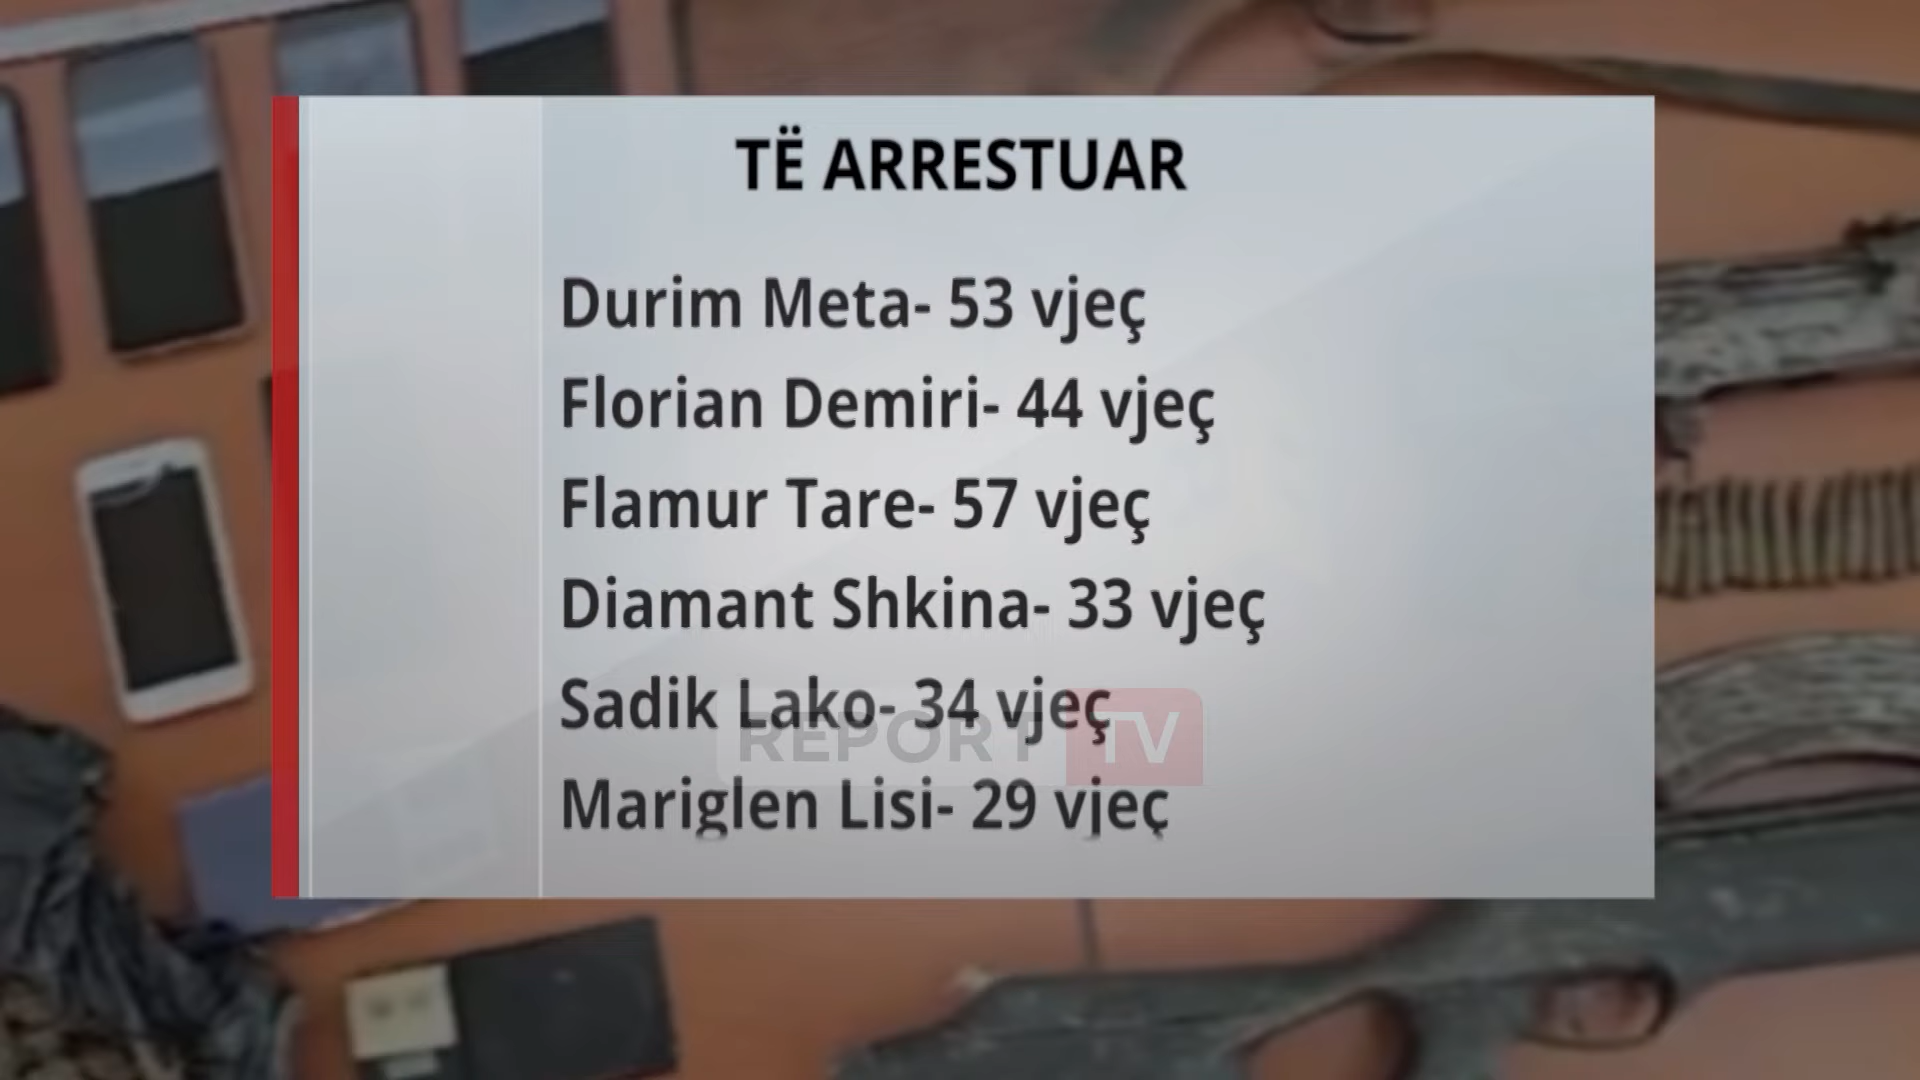 TË ARRESTUAR
Durim Meta- 53 vjeç
Florian Demiri- 44 vjeç
Flamur Tare- 57 vjeç
Diamant Shkina- 33 vjeç
Sadik Lako- 34 vjeç
REPORT TV
Mariglen Lisi- 29 vjeç